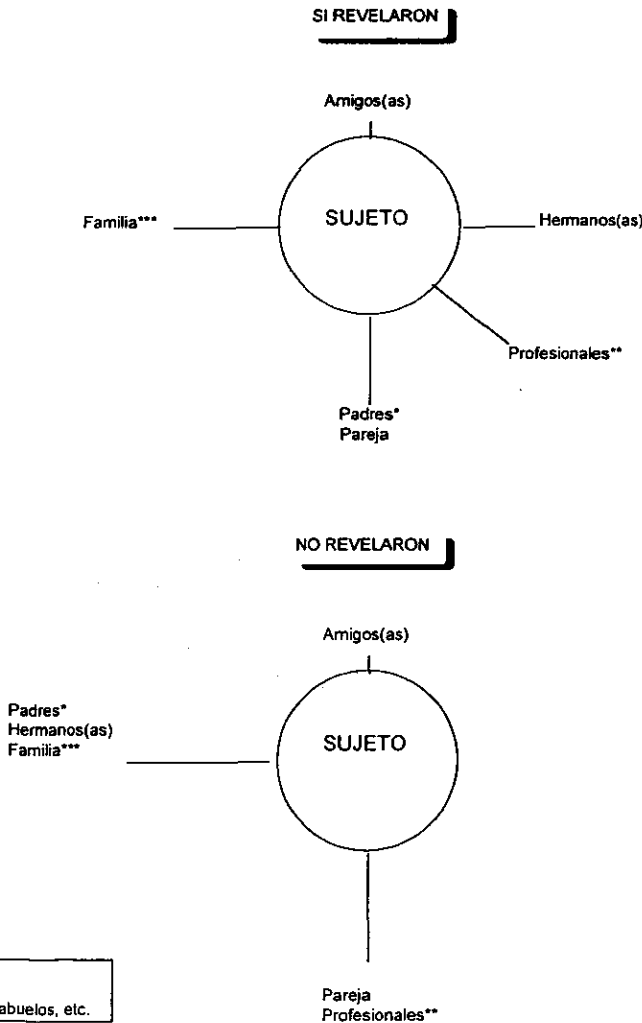 SI REVELARON
Amigos(as)
Familia***
SUJETO
Hermanos(as)
Profesionales**
Padres*
Pareja
NO REVELARON
Amigos(as)
Padres*
Hermanos(as)
Familia***
SUJETO
abuelos, etc.
Pareja
Profesionales**